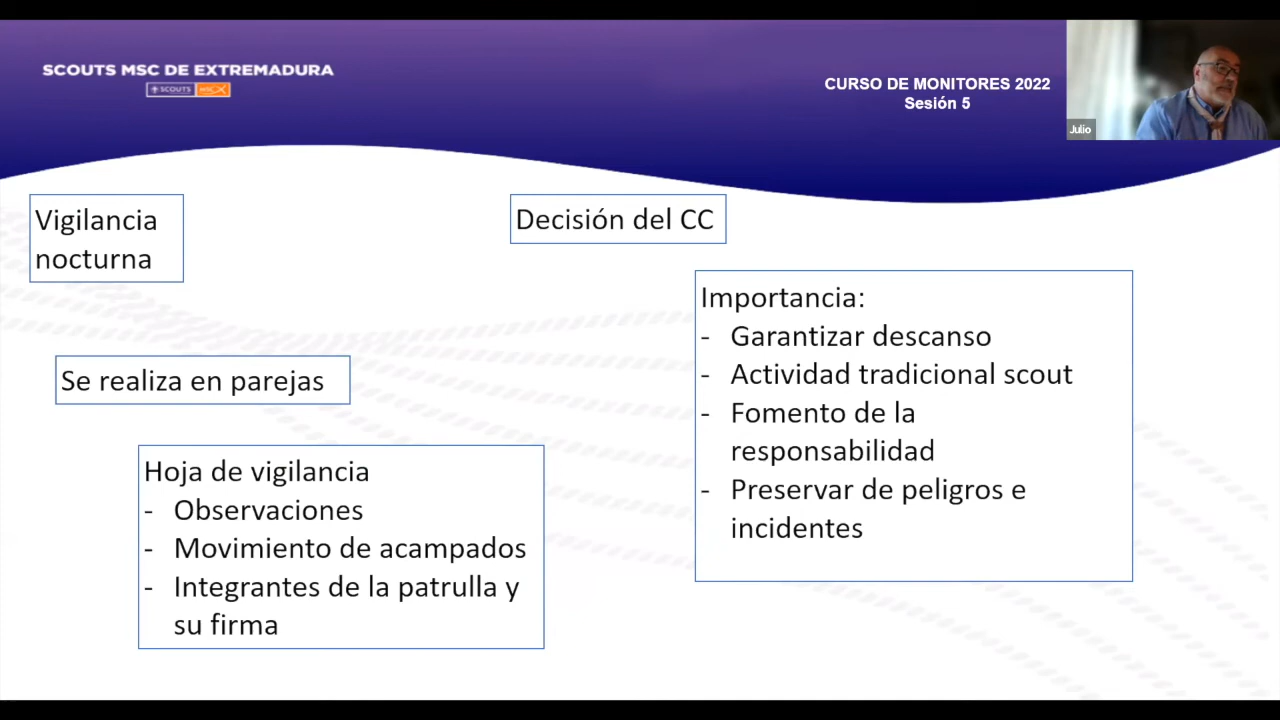 SCOUTS MSC DE EXTREMADURA
SCOUTS MSC
CURSO DE MONITORES 2022
Sesión 5
Julio
Vigilancia
nocturna
Decisión del CC
Se realiza en parejas
Importancia:
- Garantizar descanso
- Actividad tradicional scout
- Fomento de la
responsabilidad
- Preservar de peligros e
incidentes
Hoja de vigilancia
- Observaciones
- Movimiento de acampados
- Integrantes de la patrulla y
su firma